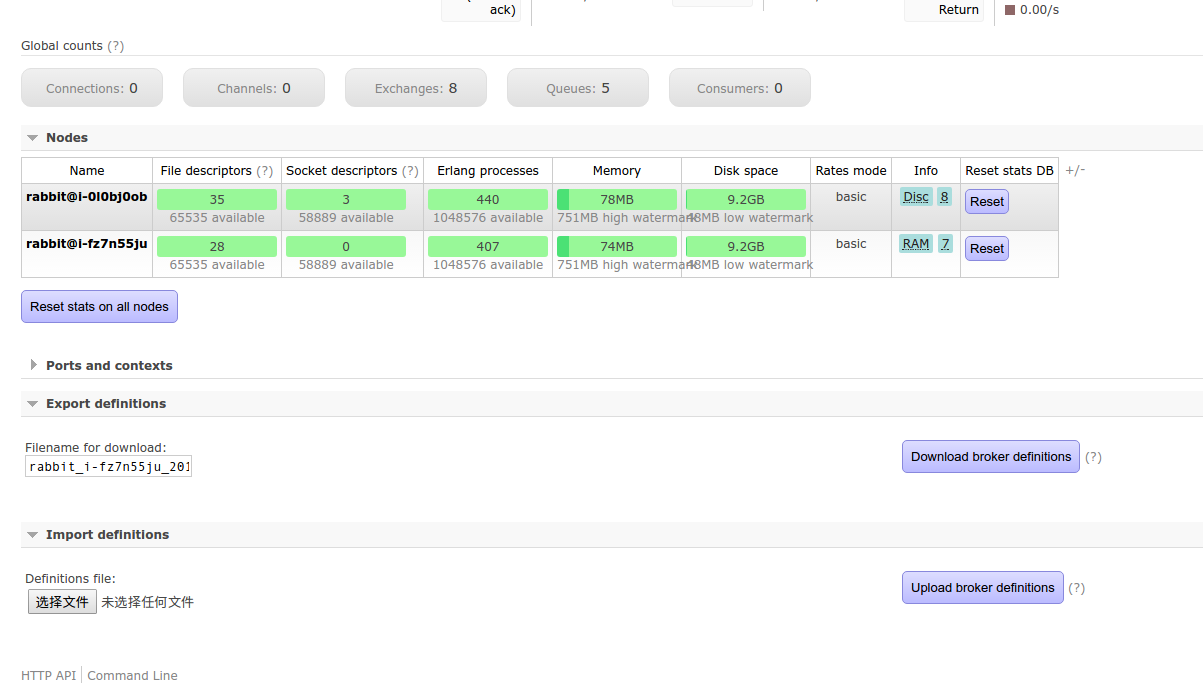 ack)
Return
0.00/s
Global counts (?)
Connections: 0
Channels: 0
Exchanges: 8
Queues: 5
Consumers: 0
Nodes
Name File descriptors (?) Socket descriptors (?) Erlang processes Memory Disk space Rates mode Info Reset stats DB +/-
rabbit@i-0l0bj0ob 35 3 440 78MB 9.2GB basic Disc 8 Reset
65535 available 58889 available 1048576 available 751MB high watermark 48MB low watermark
rabbit@i-fz7n55ju 28 0 407 74MB 9.2GB basic RAM 7 Reset
65535 available 58889 available 1048576 available 751MB high watermark 48MB low watermark
Reset stats on all nodes
Ports and contexts
Export definitions
Filename for download:
rabbit_i-fz7n55ju_201
Download broker definitions (?)
Import definitions
Definitions file:
选择文件 未选择任何文件
Upload broker definitions (?)
HTTP API Command Line